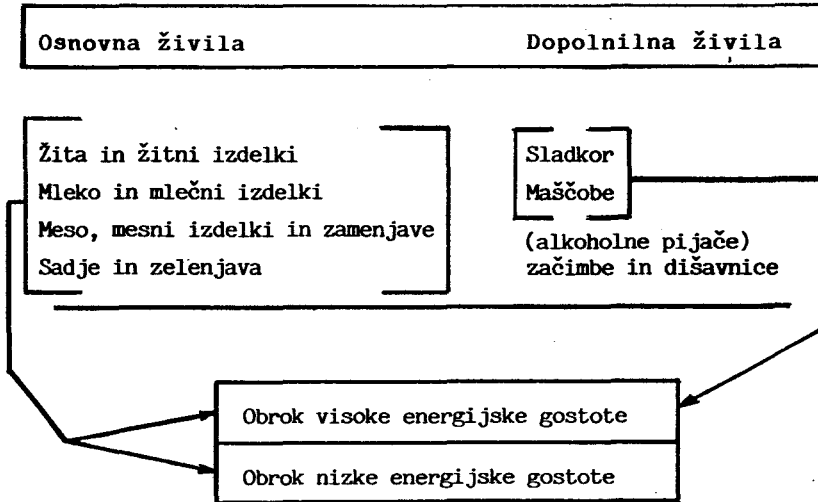 Osnovna živila Dopolnilna živila
Žita in žitni izdelki
Mleko in mlečni izdelki
Meso, mesni izdelki in zamenjave
Sadje in zelenjava
Sladkor
Maščobe
(alkoholne pijače)
začimbe in dišavnice
Obrok visoke energijske gostote
Obrok nizke energijske gostote